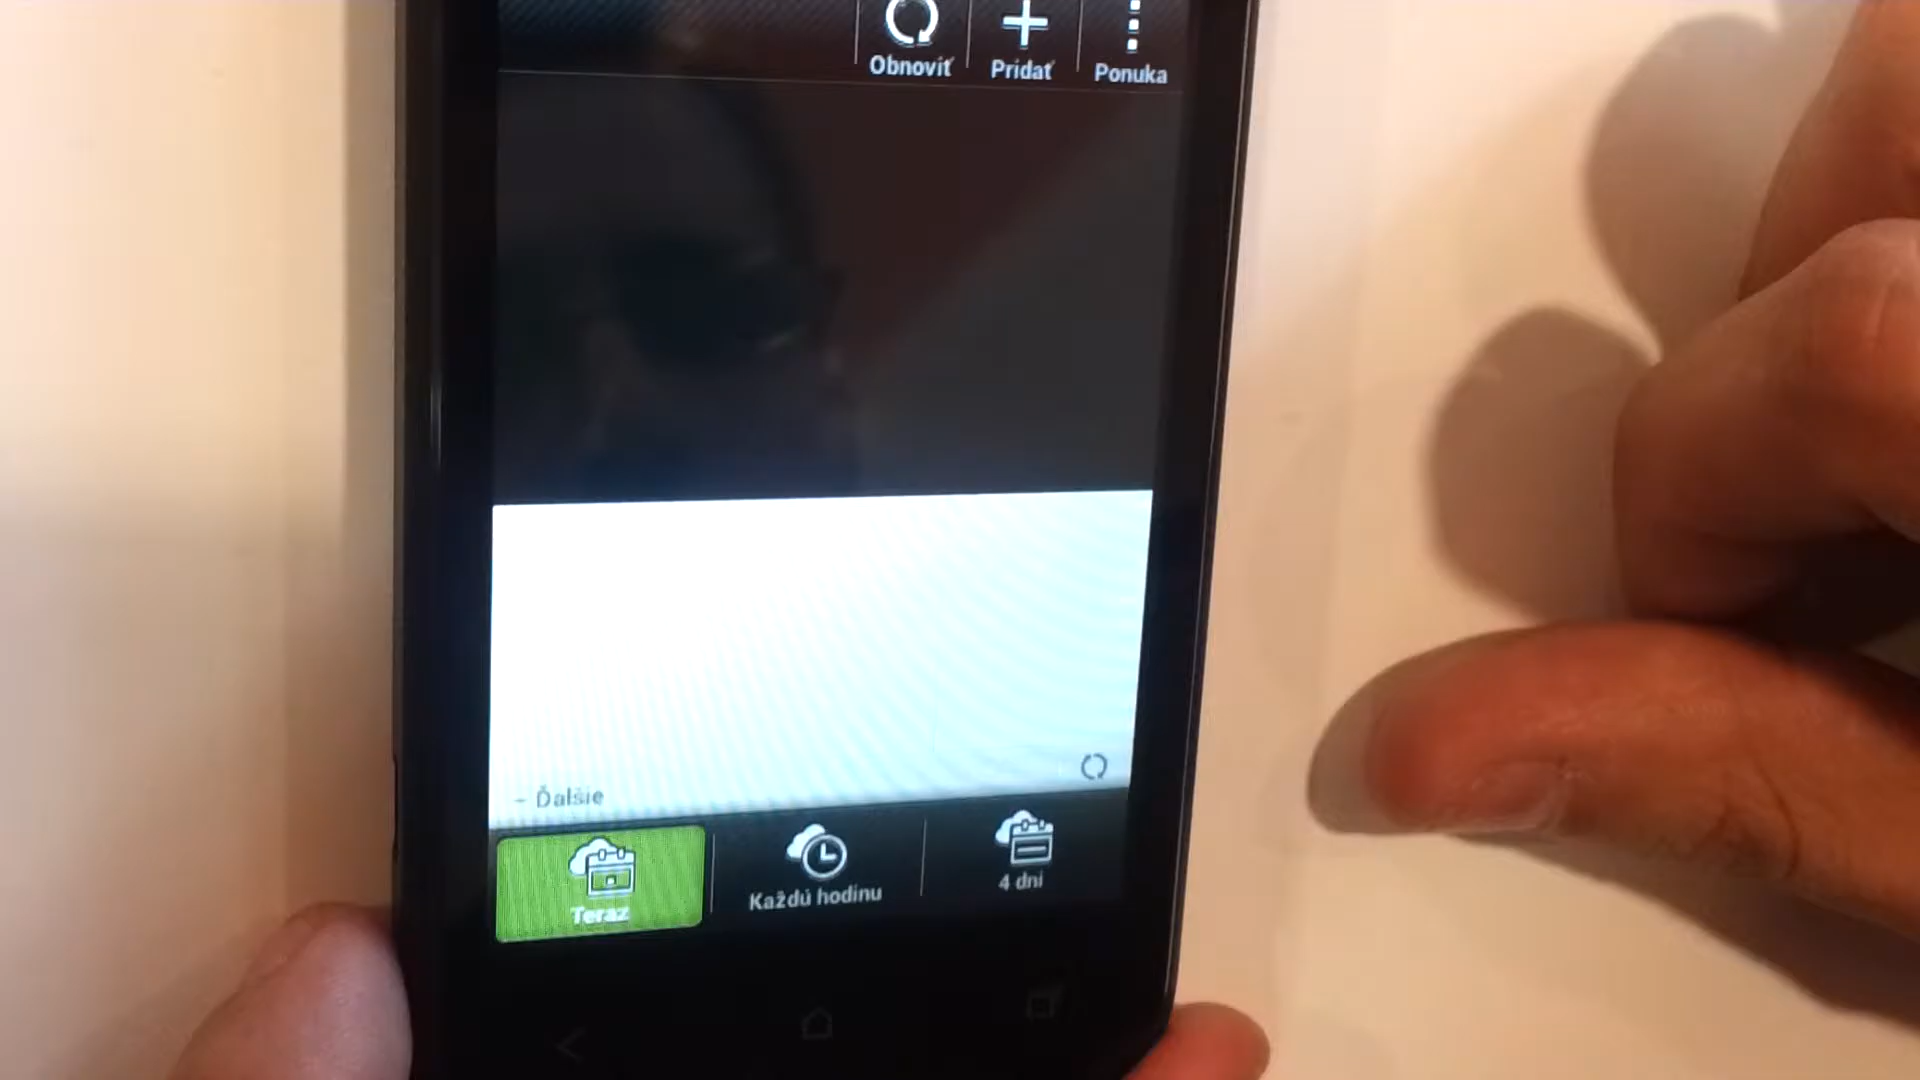 Obnoviť
Pridať
Ponuka
- Ďalšie
Teraz
Každú hodinu
4 dni